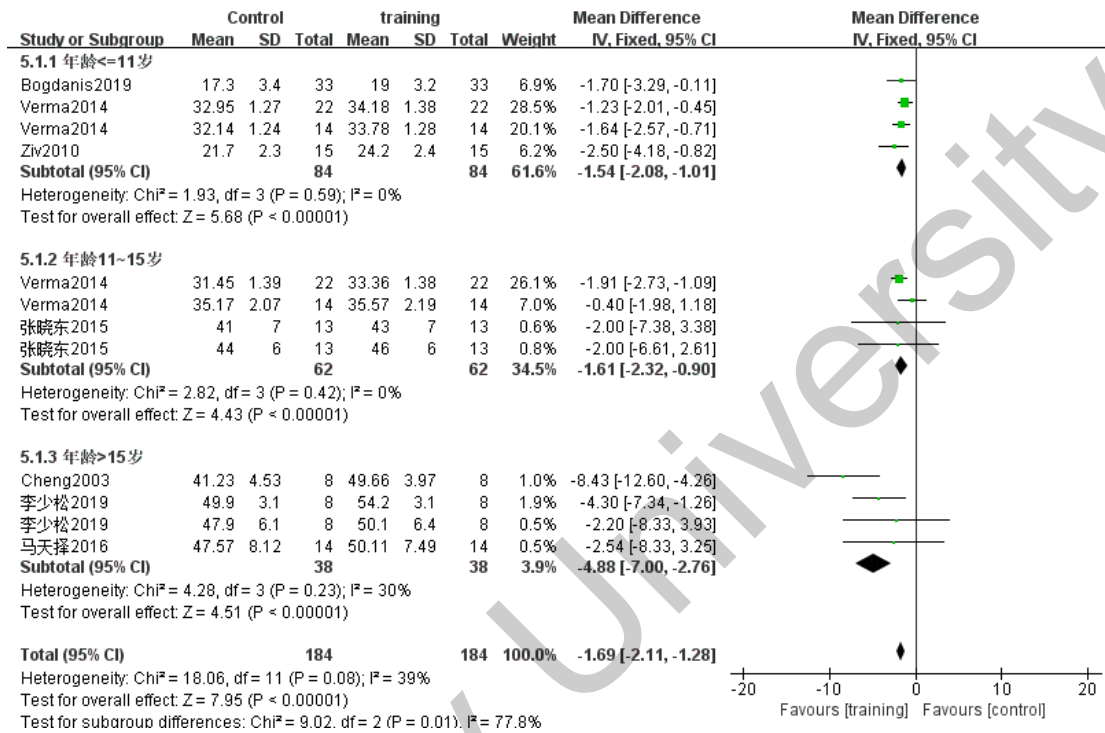 Control training Mean Difference Mean Difference
Study or Subgroup Mean SD Total Mean SD Total Weight IV, Fixed, 95% CI IV, Fixed, 95% CI
5.1.1 年龄<=11岁
Bogdanis2019 17.3 3.4 33 19 3.2 33 6.9% -1.70 [-3.29, -0.11]
Verma2014 32.95 1.27 22 34.18 1.38 22 28.5% -1.23 [-2.01, -0.45]
Verma2014 32.14 1.24 14 33.78 1.28 14 20.1% -1.64 [-2.57, -0.71]
Ziv2010 21.7 2.3 15 24.2 2.4 15 6.2% -2.50 [-4.18, -0.82]
Subtotal (95% CI) 84 84 61.6% -1.54 [-2.08, -1.01]
Heterogeneity: Chi² = 1.93, df = 3 (P = 0.59); I² = 0%
Test for overall effect: Z = 5.68 (P < 0.00001)
5.1.2 年龄11~15岁
Verma2014 31.45 1.39 22 33.36 1.38 22 26.1% -1.91 [-2.73, -1.09]
Verma2014 35.17 2.07 14 35.57 2.19 14 7.0% -0.40 [-1.98, 1.18]
张晓东2015 41 7 13 43 7 13 0.6% -2.00 [-7.38, 3.38]
张晓东2015 44 6 13 46 6 13 0.8% -2.00 [-6.61, 2.61]
Subtotal (95% CI) 62 62 34.5% -1.61 [-2.32, -0.90]
Heterogeneity: Chi² = 2.82, df = 3 (P = 0.42); I² = 0%
Test for overall effect: Z = 4.43 (P < 0.00001)
5.1.3 年龄>15岁
Cheng2003 41.23 4.53 8 49.66 3.97 8 1.0% -8.43 [-12.60, -4.26]
李少松2019 49.9 3.1 8 54.2 3.1 8 1.9% -4.30 [-7.34, -1.26]
李少松2019 47.9 6.1 8 50.1 6.4 8 0.5% -2.20 [-8.33, 3.93]
马天择2016 47.57 8.12 14 50.11 7.49 14 0.5% -2.54 [-8.33, 3.25]
Subtotal (95% CI) 38 38 3.9% -4.88 [-7.00, -2.76]
Heterogeneity: Chi² = 4.28, df = 3 (P = 0.23); I² = 30%
Test for overall effect: Z = 4.51 (P < 0.00001)
Total (95% CI) 184 184 100.0% -1.69 [-2.11, -1.28]
Heterogeneity: Chi² = 18.06, df = 11 (P = 0.08); I² = 39%
Test for overall effect: Z = 7.95 (P < 0.00001)
Test for subgroup differences: Chi² = 9.02, df = 2 (P = 0.01), I² = 77.8%
-20 -10 0 10 20
Favours [training] Favours [control]
University